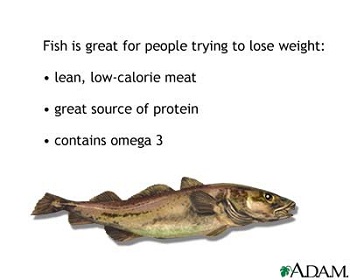 Fish is great for people trying to lose weight:
• lean, low-calorie meat
• great source of protein
• contains omega 3
ADAM.